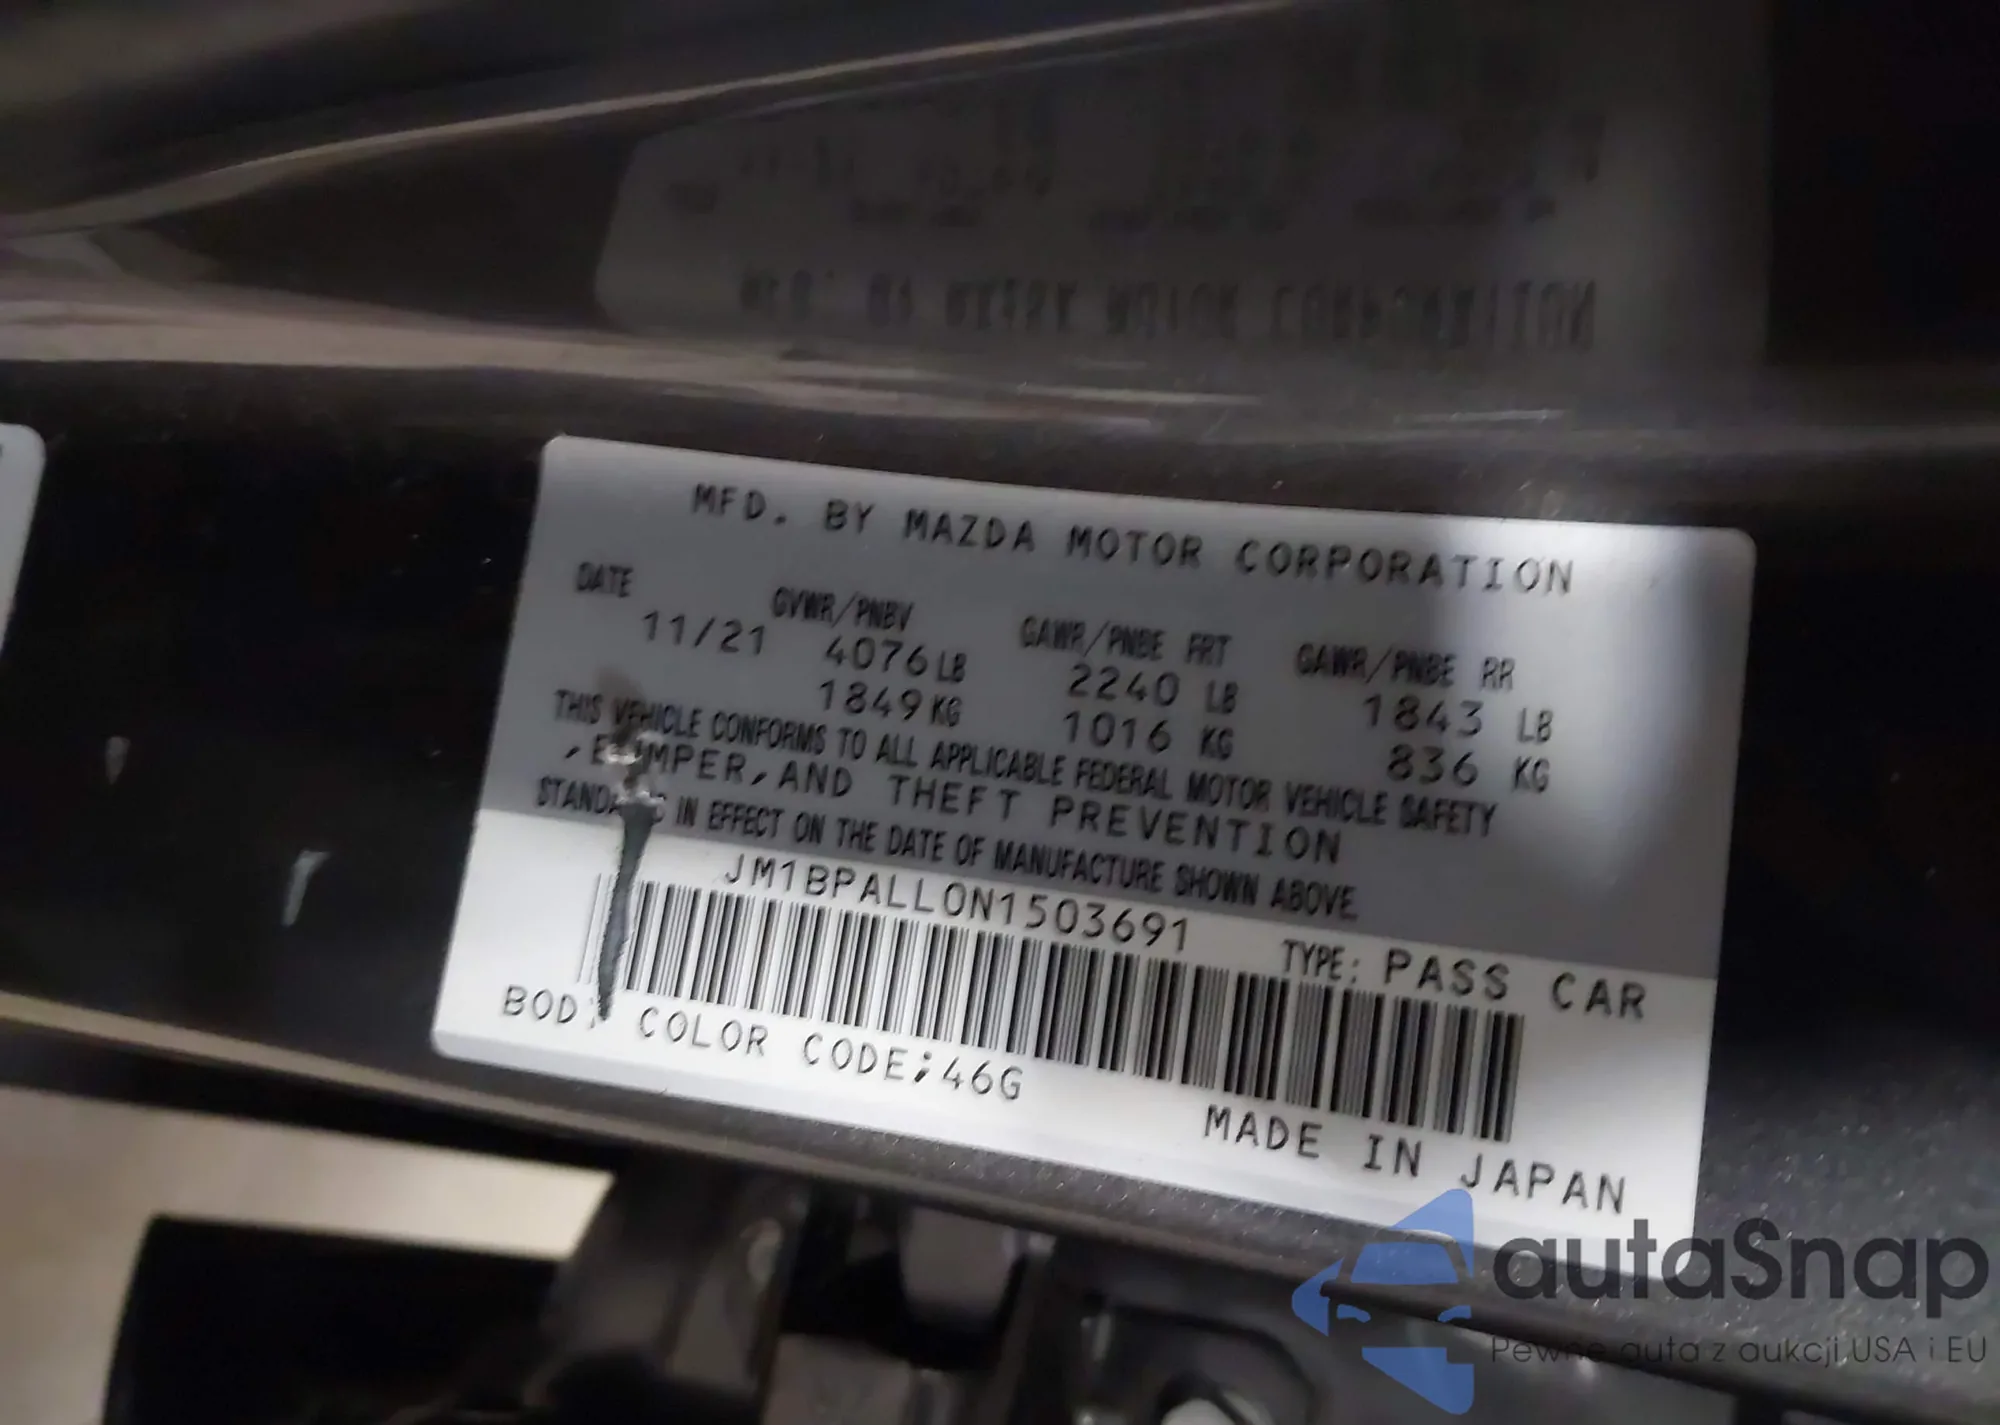 MFD. BY MAZDA MOTOR CORPORATION
DATE GVWR/PNBV GAWR/PNBE FRT GAWR/PNBE RR
11/21 4076 LB 2240 LB 1843 LB
1849 KG 1016 KG 836 KG
THIS VEHICLE CONFORMS TO ALL APPLICABLE FEDERAL MOTOR VEHICLE SAFETY
, BUMPER, AND THEFT PREVENTION
IN EFFECT ON THE DATE OF MANUFACTURE SHOWN ABOVE.
JM1BPALL0N1503691 TYPE: PASS CAR
BODY COLOR CODE:46G
MADE IN JAPAN
autaSnap
Pewne auta z aukcji USA i EU